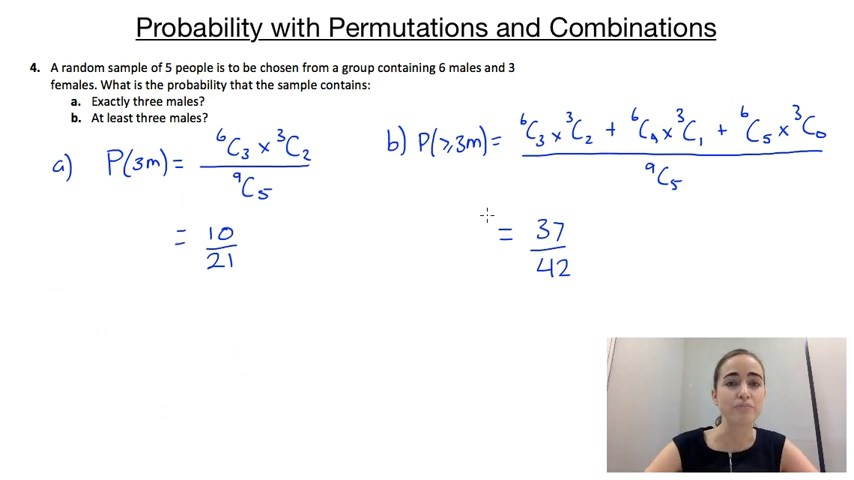 Probability with Permutations and Combinations
4. A random sample of 5 people is to be chosen from a group containing 6 males and 3
females. What is the probability that the sample contains:
a. Exactly three males?
b. At least three males?
a) P(3m) = ⁶C₃ × ³C₂
⁹C₅
= 10
21
b) P(≥3m) = ⁶C₃ × ³C₂ + ⁶C₄ × ³C₁ + ⁶C₅ × ³C₀
⁹C₅
= 37
42